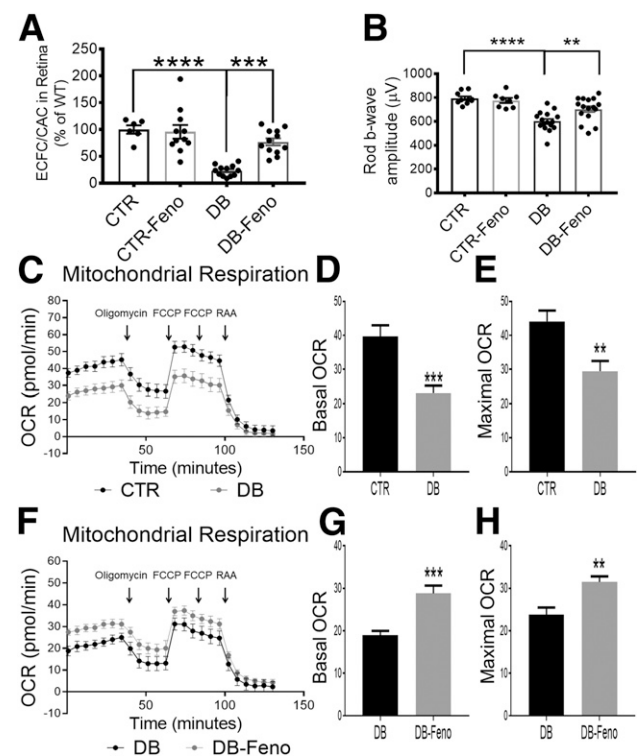 A
**** ***
ECFC/CAC in Retina
(% of WT)
250
200
150
100
50
0
CTR
CTR-Feno
DB
DB-Feno
B
**** **
Rod b-wave
amplitude (μV)
1000
800
600
400
200
0
CTR
CTR-Feno
DB
DB-Feno
C Mitochondrial Respiration
Oligomycin FCCP FCCP RAA
OCR (pmol/min)
80
70
60
50
40
30
20
10
0
-10
50 100 150
Time (minutes)
CTR DB
D
Basal OCR
50
40
30
20
10
0
***
CTR DB
E
Maximal OCR
50
40
30
20
10
0
**
CTR DB
F Mitochondrial Respiration
Oligomycin FCCP FCCP RAA
OCR (pmol/min)
60
50
40
30
20
10
0
-10
50 100 150
Time (minutes)
DB DB-Feno
G
Basal OCR
40
30
20
10
0
***
DB DB-Feno
H
Maximal OCR
40
30
20
10
0
**
DB DB-Feno